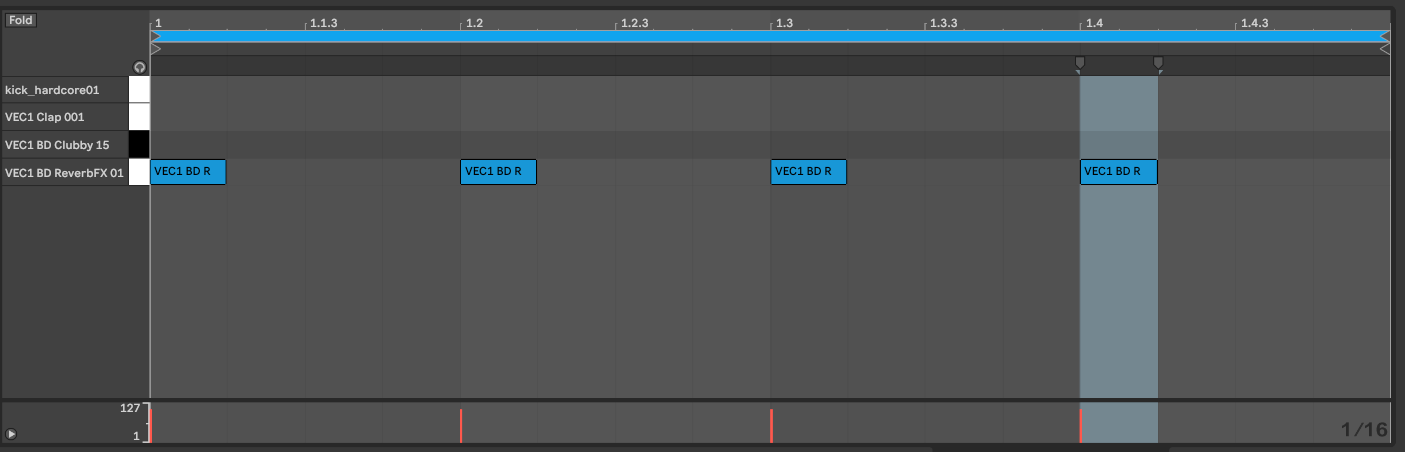 Fold
1 1.1.3 1.2 1.2.3 1.3 1.3.3 1.4 1.4.3
kick_hardcore01
VEC1 Clap 001
VEC1 BD Clubby 15
VEC1 BD ReverbFX 01 VEC1 BD R VEC1 BD R VEC1 BD R VEC1 BD R
127
1 1/16